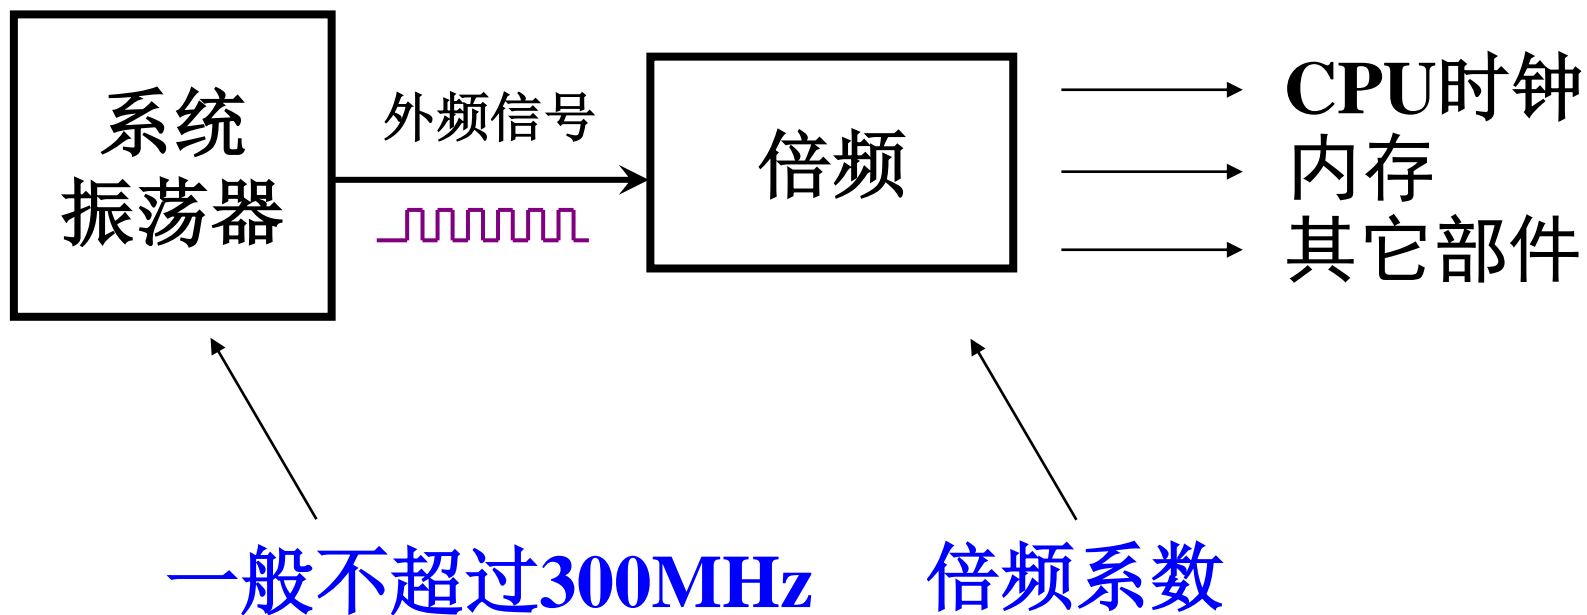 系统
振荡器
外频信号
倍频
CPU时钟
内存
其它部件
一般不超过300MHz
倍频系数